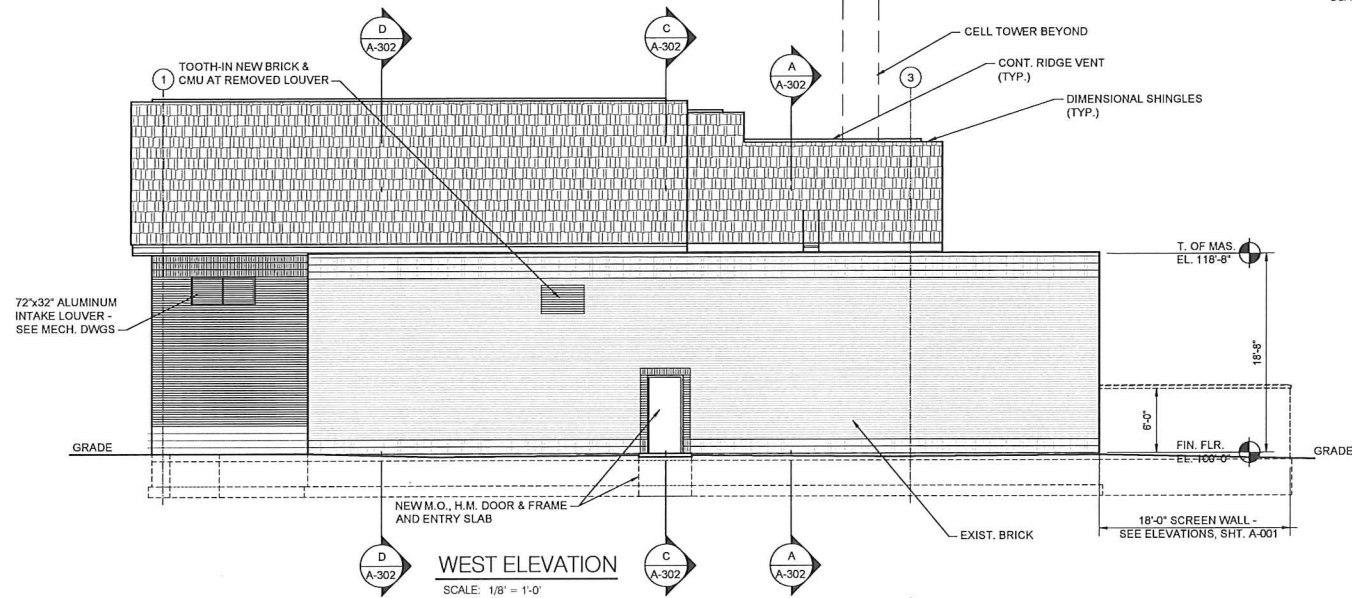 D
A-302
C
A-302
A
A-302
1
3
TOOTH-IN NEW BRICK &
CMU AT REMOVED LOUVER
CELL TOWER BEYOND
CONT. RIDGE VENT
(TYP.)
DIMENSIONAL SHINGLES
(TYP.)
T. OF MAS.
EL. 118'-8"
72"x32" ALUMINUM
INTAKE LOUVER -
SEE MECH. DWGS
18'-8"
6'-0"
GRADE
FIN. FLR.
EL. 100'-0"
GRADE
NEW M.O., H.M. DOOR & FRAME
AND ENTRY SLAB
EXIST. BRICK
18'-0" SCREEN WALL -
SEE ELEVATIONS, SHT. A-001
D
A-302
C
A-302
A
A-302
WEST ELEVATION
SCALE: 1/8' = 1'-0'